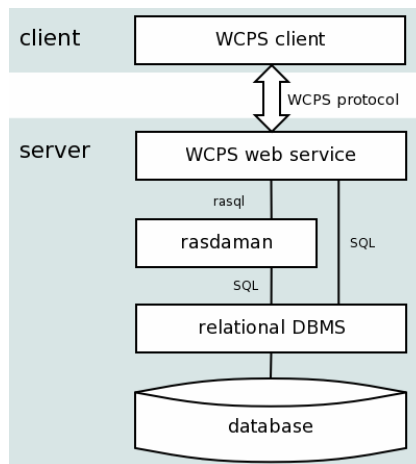 client
WCPS client
WCPS protocol
server
WCPS web service
rasql
rasdaman
SQL
SQL
relational DBMS
database